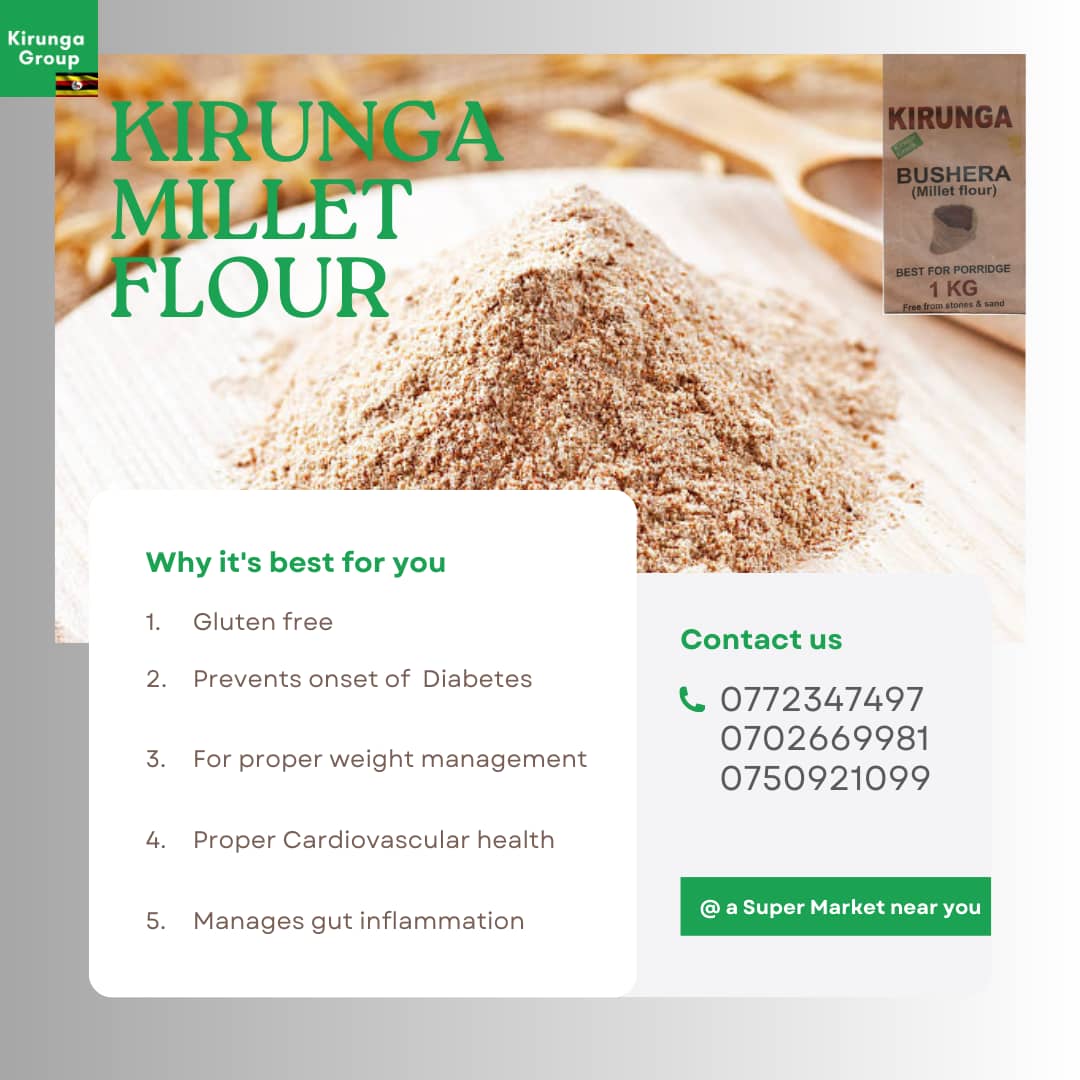 Kirunga
Group
KIRUNGA
MILLET
FLOUR
KIRUNGA
BUSHERA
(Millet flour)
BEST FOR PORRIDGE
1 KG
Free from stones & sand
Why it's best for you
1. Gluten free
2. Prevents onset of Diabetes
3. For proper weight management
4. Proper Cardiovascular health
5. Manages gut inflammation
Contact us
0772347497
0702669981
0750921099
@ a Super Market near you